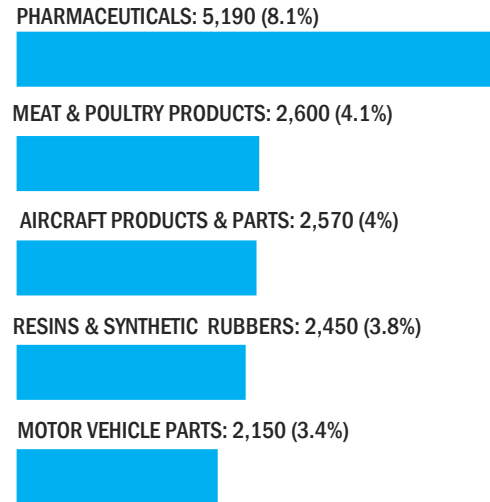 PHARMACEUTICALS: 5,190 (8.1%)
MEAT & POULTRY PRODUCTS: 2,600 (4.1%)
AIRCRAFT PRODUCTS & PARTS: 2,570 (4%)
RESINS & SYNTHETIC RUBBERS: 2,450 (3.8%)
MOTOR VEHICLE PARTS: 2,150 (3.4%)